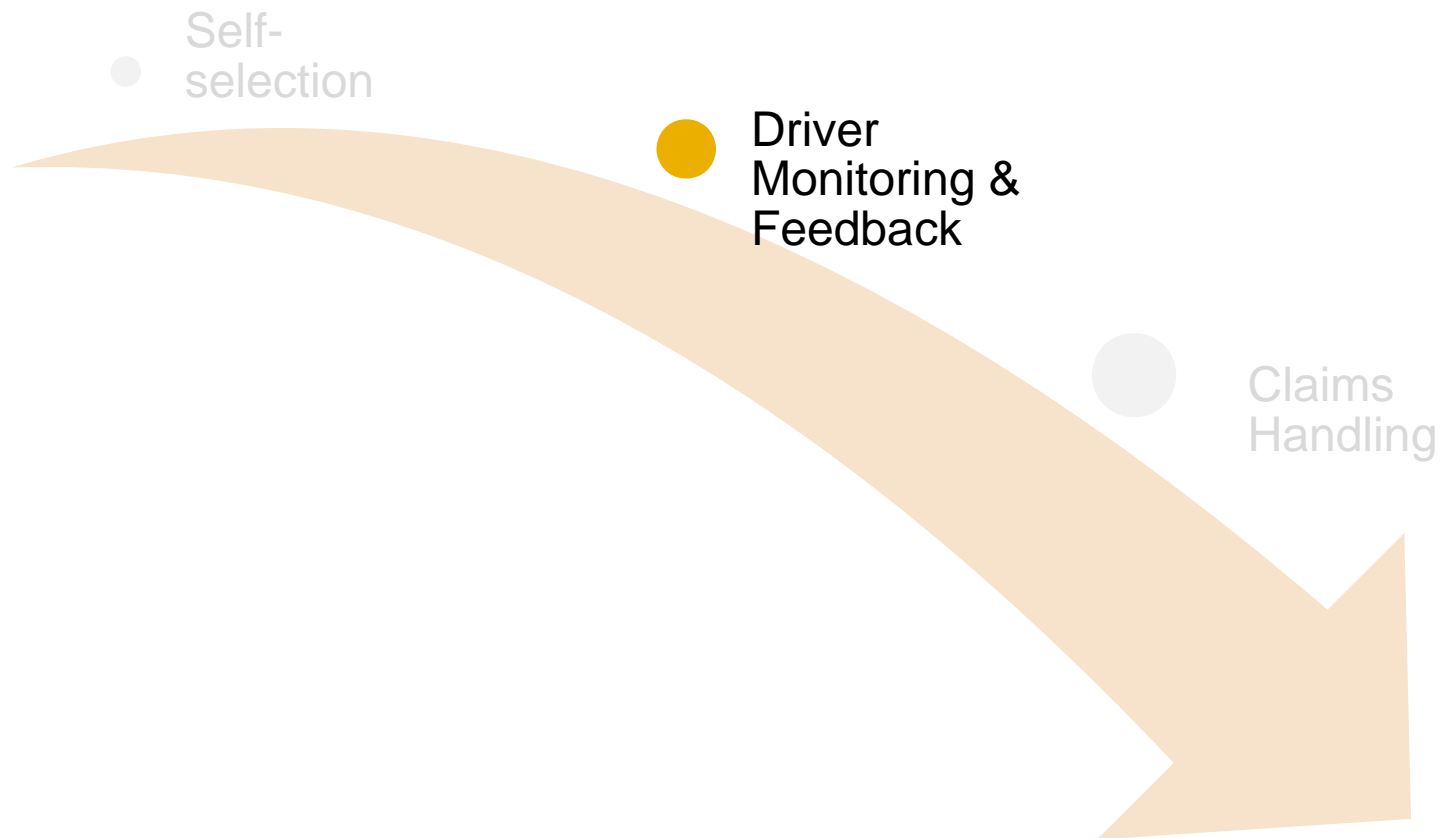 Self-
selection
Driver
Monitoring &
Feedback
Claims
Handling